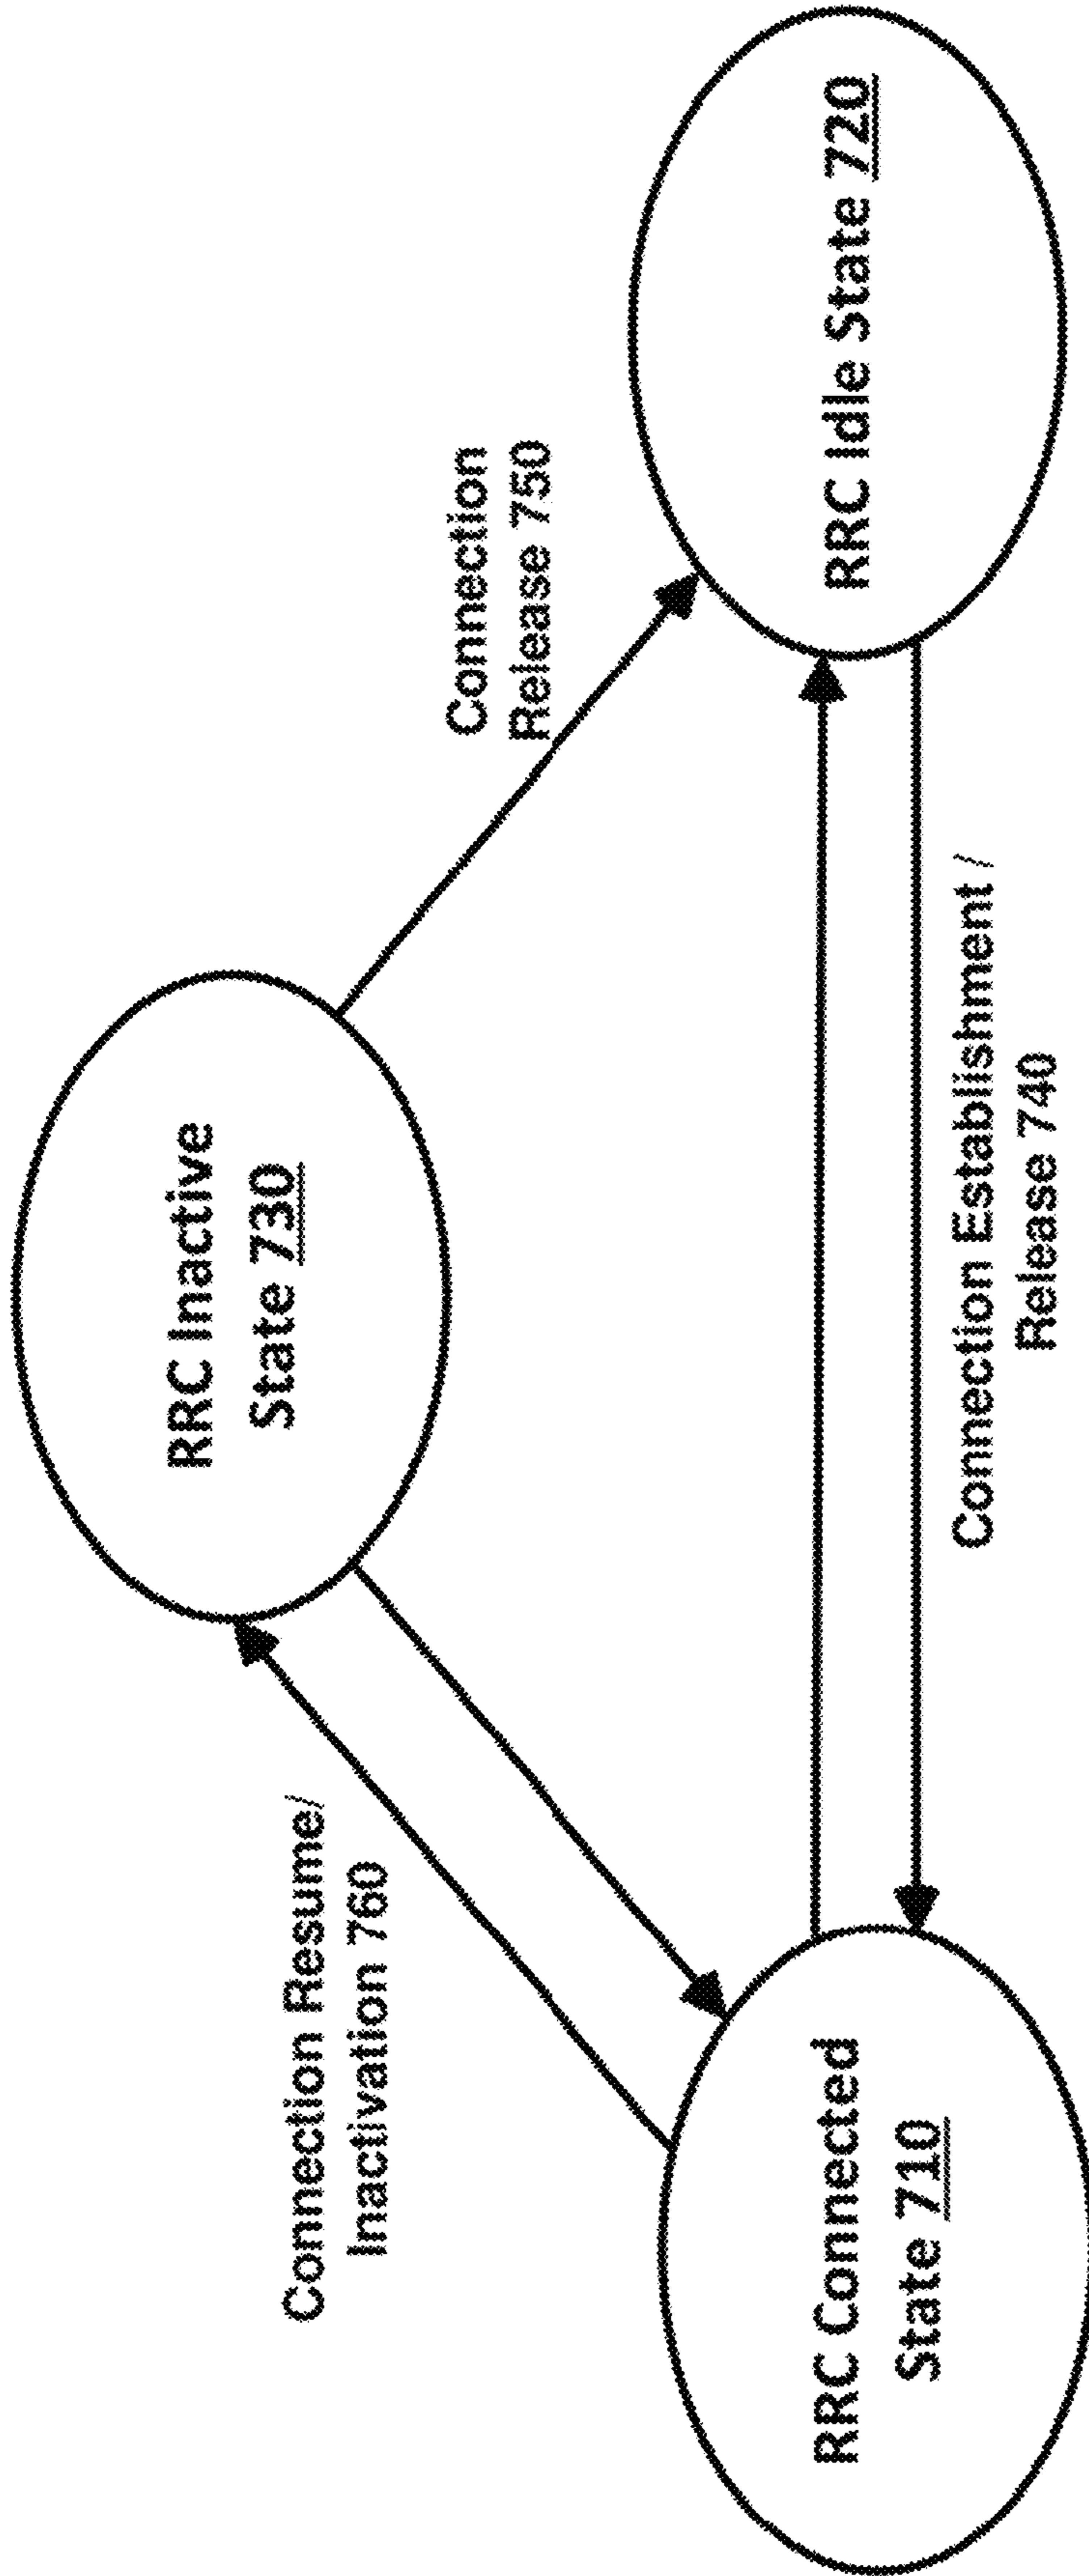 RRC Inactive
State 730
Connection Resume/
Inactivation 760
Connection
Release 750
RRC Connected
State 710
RRC Idle State 720
Connection Establishment /
Release 740